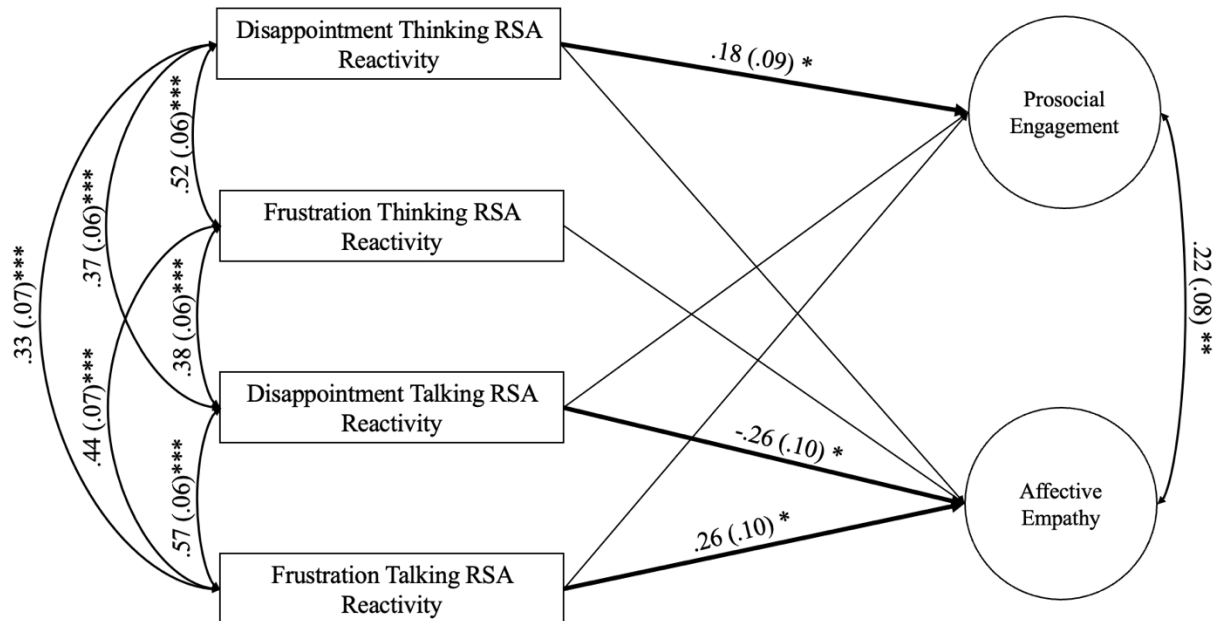 Disappointment Thinking RSA
Reactivity
.18 (.09) *
Prosocial
Engagement
.52 (.06)***
.37 (.06)***
.33 (.07)***
Frustration Thinking RSA
Reactivity
.38 (.06)***
.44 (.07)***
.22 (.08) **
Disappointment Talking RSA
Reactivity
-.26 (.10) *
.57 (.06)***
Affective
Empathy
.26 (.10) *
Frustration Talking RSA
Reactivity